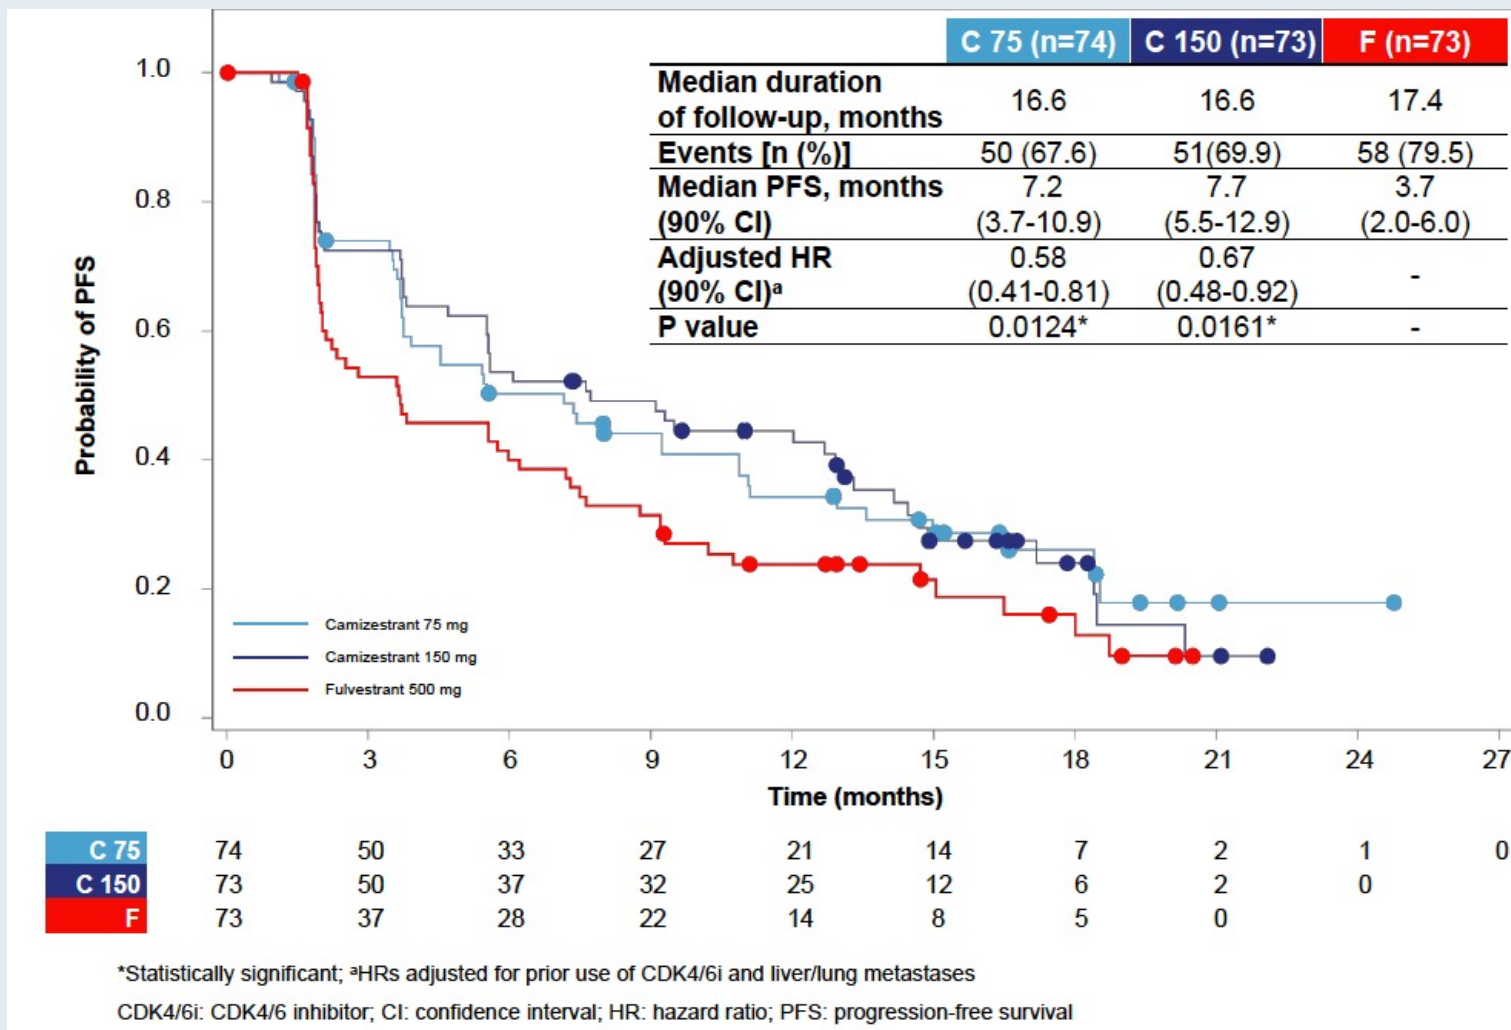 C 75 (n=74) C 150 (n=73) F (n=73)
Median duration
of follow-up, months 16.6 16.6 17.4
Events [n (%)] 50 (67.6) 51(69.9) 58 (79.5)
Median PFS, months 7.2 7.7 3.7
(90% CI) (3.7-10.9) (5.5-12.9) (2.0-6.0)
Adjusted HR 0.58 0.67 -
(90% CI)ᵃ (0.41-0.81) (0.48-0.92)
P value 0.0124* 0.0161* -
Probability of PFS
1.0
0.8
0.6
0.4
0.2
0.0
Camizestrant 75 mg
Camizestrant 150 mg
Fulvestrant 500 mg
0 3 6 9 12 15 18 21 24 27
Time (months)
C 75 74 50 33 27 21 14 7 2 1 0
C 150 73 50 37 32 25 12 6 2 0
F 73 37 28 22 14 8 5 0
*Statistically significant; ᵃHRs adjusted for prior use of CDK4/6i and liver/lung metastases
CDK4/6i: CDK4/6 inhibitor; CI: confidence interval; HR: hazard ratio; PFS: progression-free survival